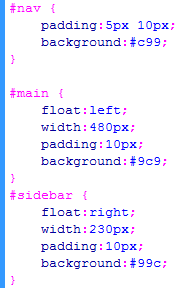 #nav {
padding:5px 10px;
background:#c99;
}
#main {
float:left;
width:480px;
padding:10px;
background:#9c9;
}
#sidebar {
float:right;
width:230px;
padding:10px;
background:#99c;
}